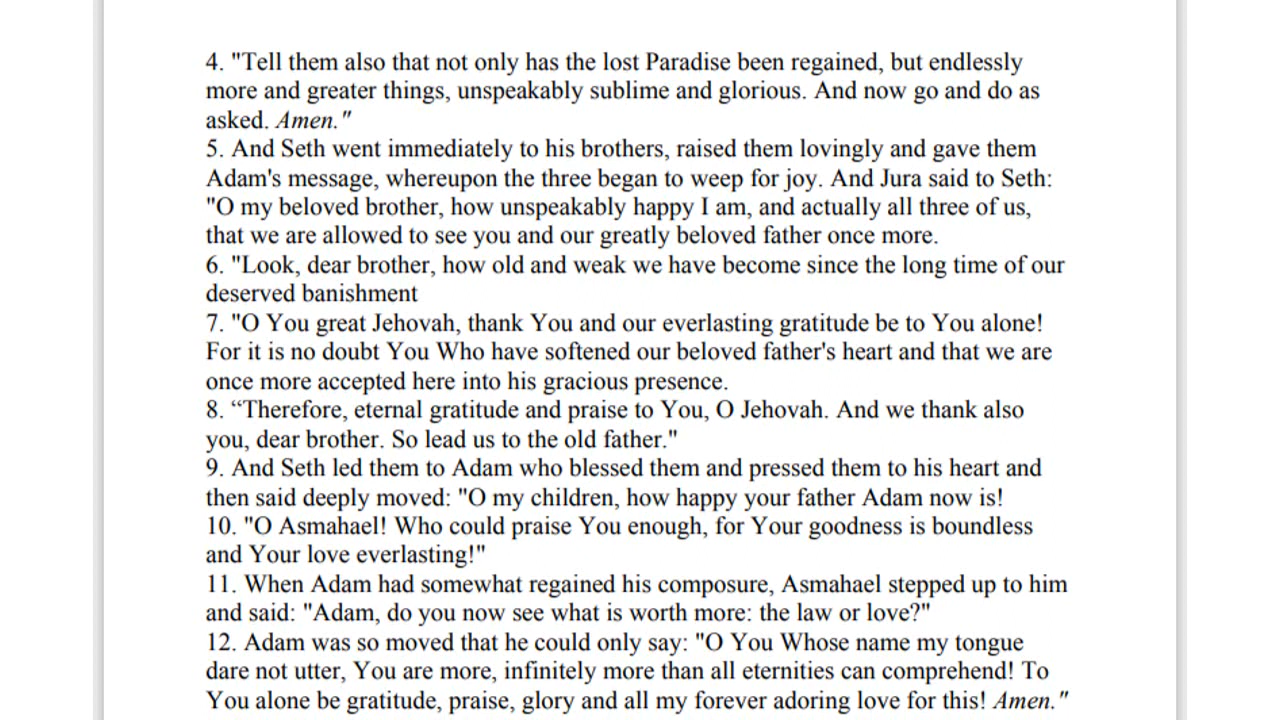 4. "Tell them also that not only has the lost Paradise been regained, but endlessly
more and greater things, unspeakably sublime and glorious. And now go and do as
asked. Amen."
5. And Seth went immediately to his brothers, raised them lovingly and gave them
Adam's message, whereupon the three began to weep for joy. And Jura said to Seth:
"O my beloved brother, how unspeakably happy I am, and actually all three of us,
that we are allowed to see you and our greatly beloved father once more.
6. "Look, dear brother, how old and weak we have become since the long time of our
deserved banishment
7. "O You great Jehovah, thank You and our everlasting gratitude be to You alone!
For it is no doubt You Who have softened our beloved father's heart and that we are
once more accepted here into his gracious presence.
8. “Therefore, eternal gratitude and praise to You, O Jehovah. And we thank also
you, dear brother. So lead us to the old father."
9. And Seth led them to Adam who blessed them and pressed them to his heart and
then said deeply moved: "O my children, how happy your father Adam now is!
10. "O Asmahael! Who could praise You enough, for Your goodness is boundless
and Your love everlasting!"
11. When Adam had somewhat regained his composure, Asmahael stepped up to him
and said: "Adam, do you now see what is worth more: the law or love?"
12. Adam was so moved that he could only say: "O You Whose name my tongue
dare not utter, You are more, infinitely more than all eternities can comprehend! To
You alone be gratitude, praise, glory and all my forever adoring love for this! Amen."